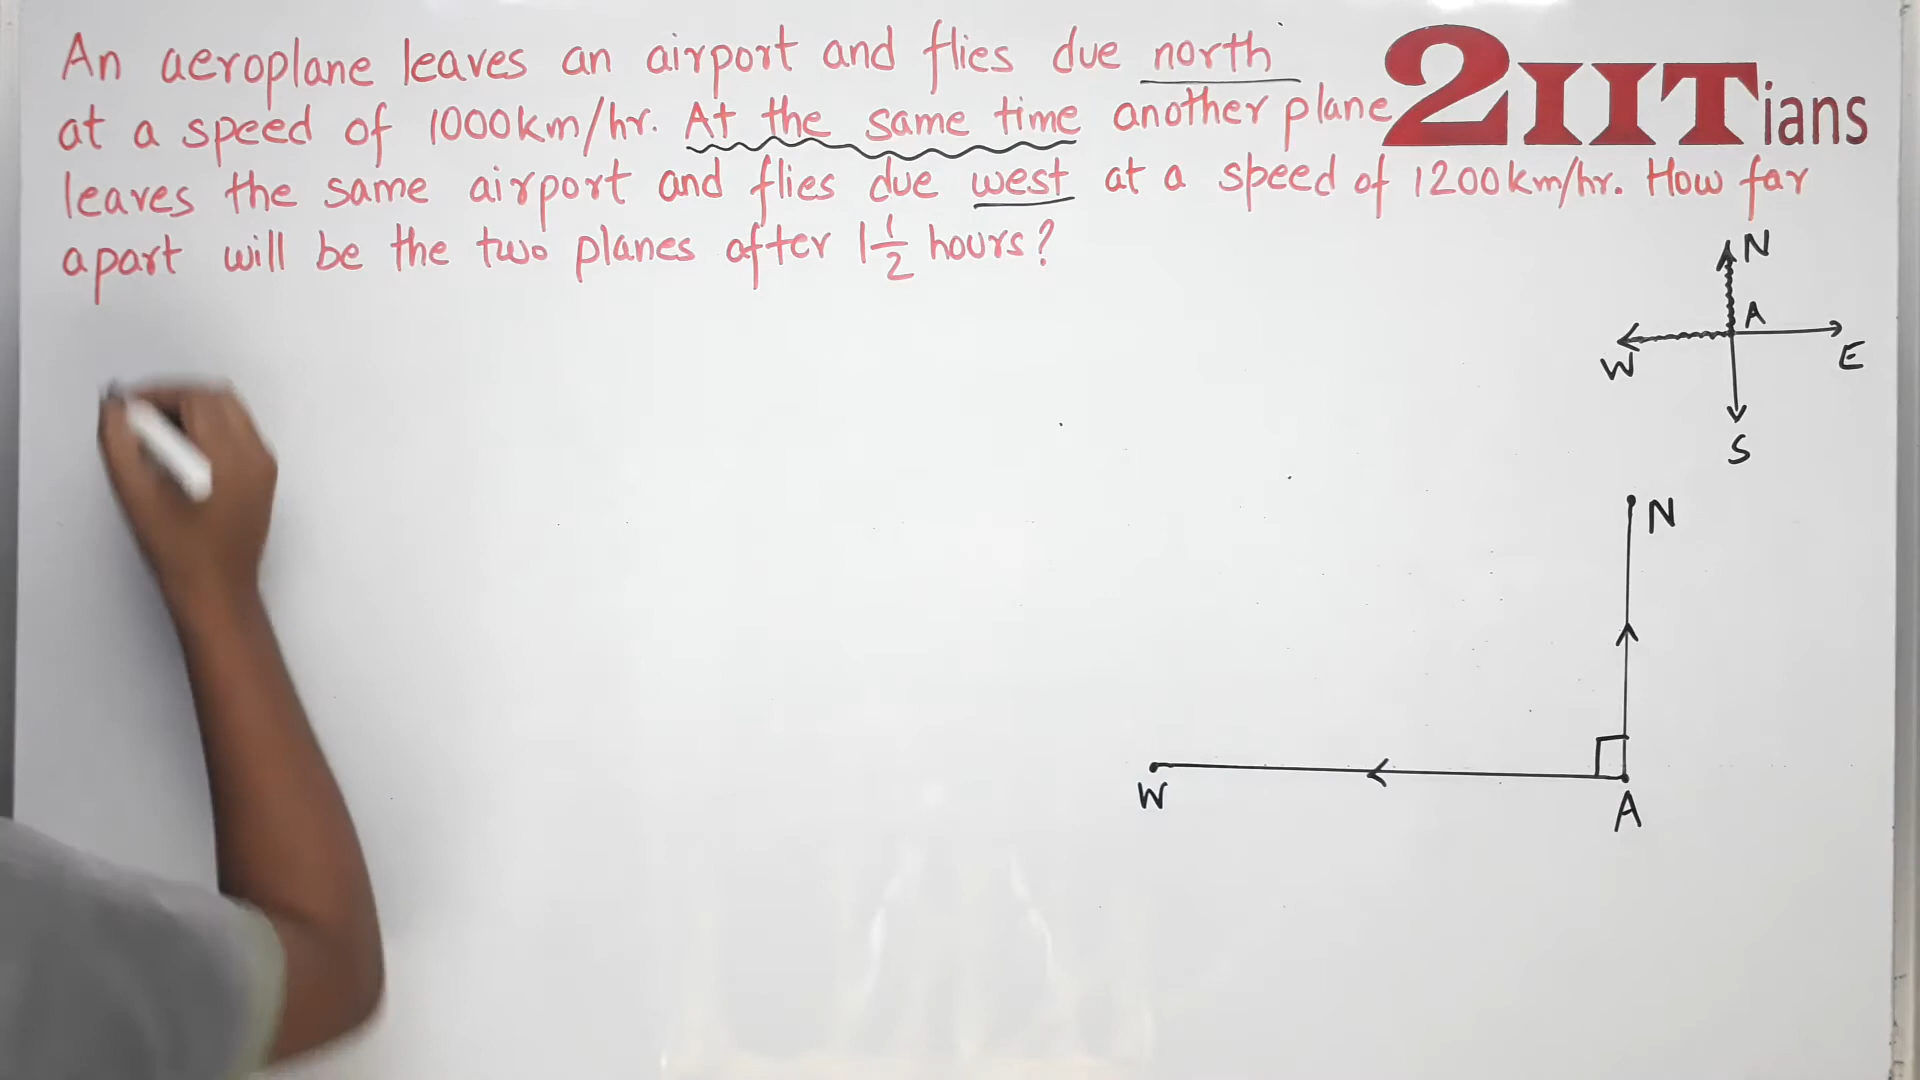 An aeroplane leaves an airport and flies due north
at a speed of 1000km/hr. At the same time another plane
leaves the same airport and flies due west at a speed of 1200km/hr. How far
apart will be the two planes after 1 1/2 hours?
2IITians
N
A
W
E
S
N
W
A